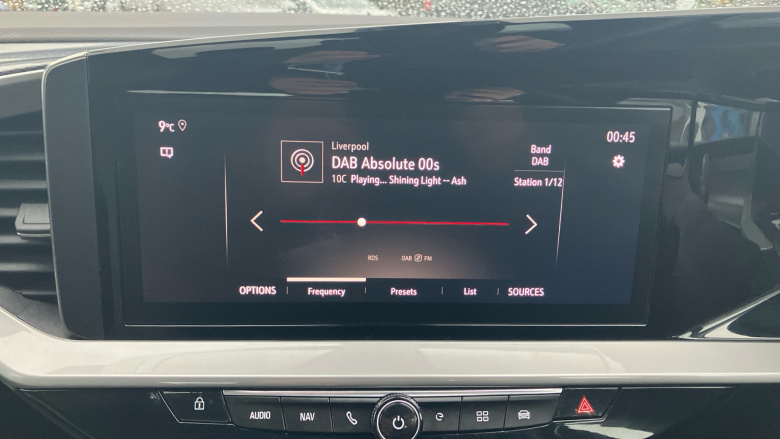 9°C
00:45
Liverpool
DAB Absolute 00s
10C Playing... Shining Light -- Ash
Band
DAB
Station 1/12
RDS DAB FM
OPTIONS Frequency Presets List SOURCES
AUDIO NAV